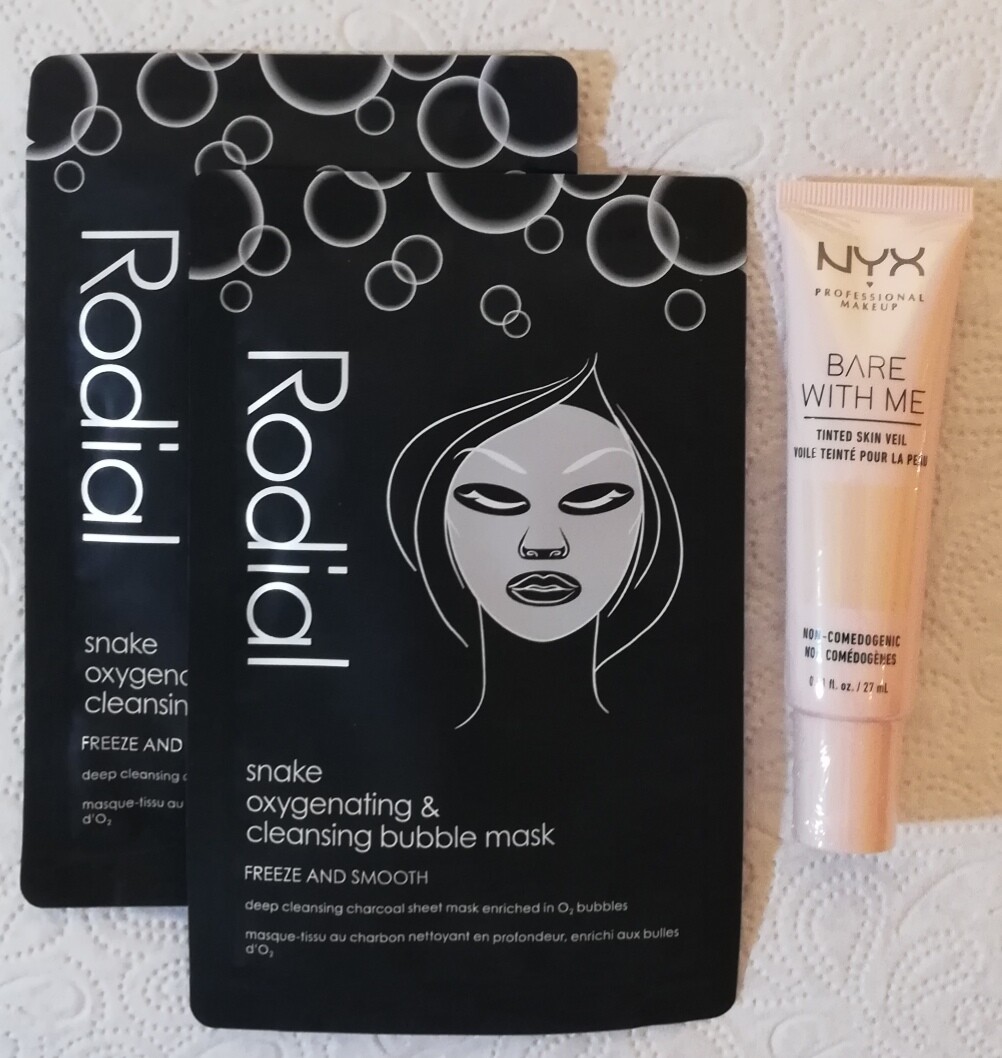 Rodial
snake
oxygena
cleansin
FREEZE AND
deep cleansing
masque-tissu au
d'O₂
Rodial
snake
oxygenating &
cleansing bubble mask
FREEZE AND SMOOTH
deep cleansing charcoal sheet mask enriched in O₂ bubbles
masque-tissu au charbon nettoyant en profondeur, enrichi aux bulles
d'O₂
NYX
PROFESSIONAL
MAKEUP
BARE
WITH ME
TINTED SKIN VEIL
VOILE TEINTÉ POUR LA PEAU
NON-COMEDOGENIC
NON COMÉDOGÈNES
fl. oz. / 27 mL